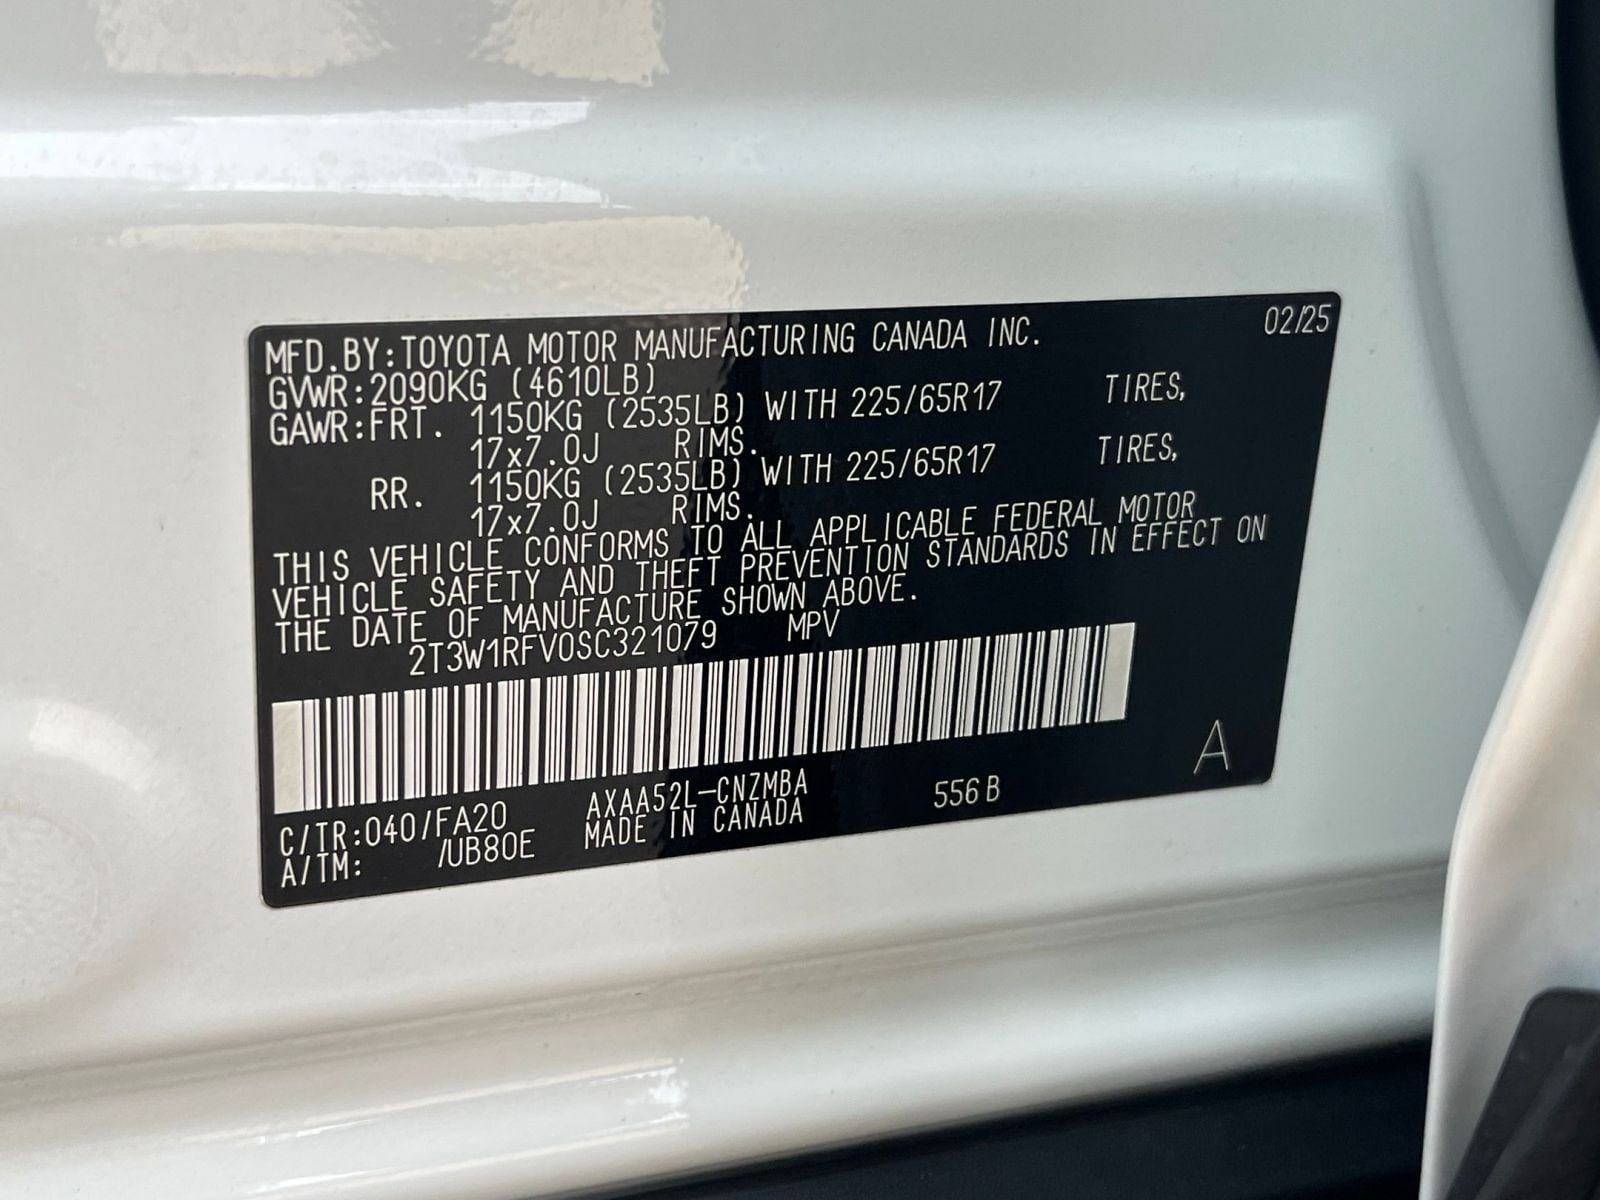 02/25
MFD.BY:TOYOTA MOTOR MANUFACTURING CANADA INC.
GVWR:2090KG (4610LB)
GAWR:FRT. 1150KG (2535LB) WITH 225/65R17 TIRES,
17x7.0J RIMS.
RR. 1150KG (2535LB) WITH 225/65R17 TIRES,
17x7.0J RIMS.
THIS VEHICLE CONFORMS TO ALL APPLICABLE FEDERAL MOTOR
VEHICLE SAFETY AND THEFT PREVENTION STANDARDS IN EFFECT ON
THE DATE OF MANUFACTURE SHOWN ABOVE.
2T3W1RFV0SC321079 MPV
A
C/TR:040/FA20 AXAA52L-CNZMBA 556B
A/TM: /UB80E MADE IN CANADA